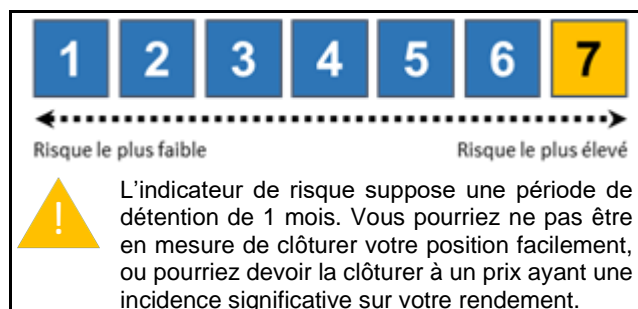 1 2 3 4 5 6 7
Risque le plus faible Risque le plus élevé
!
L'indicateur de risque suppose une période de
détention de 1 mois. Vous pourriez ne pas être
en mesure de clôturer votre position facilement,
ou pourriez devoir la clôturer à un prix ayant une
incidence significative sur votre rendement.